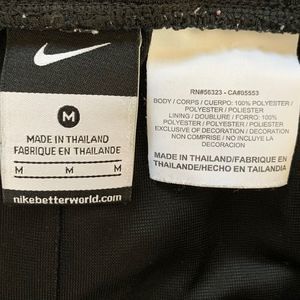 M
MADE IN THAILAND
FABRIQUE EN THAILANDE
M M M
nikebetterworld.com
RN#56323 - CA#05553
BODY / CORPS / CUERPO: 100% POLYESTER /
POLYESTER / POLIESTER
LINING / DOUBLURE / FORRO: 100%
POLYESTER / POLYESTER / POLIESTER
EXCLUSIVE OF DECORATION / DECORATION
NON COMPRISE / NO INCLUYE LA
DECORACION
MADE IN THAILAND/FABRIQUE EN
THAILANDE/HECHO EN TAILANDIA